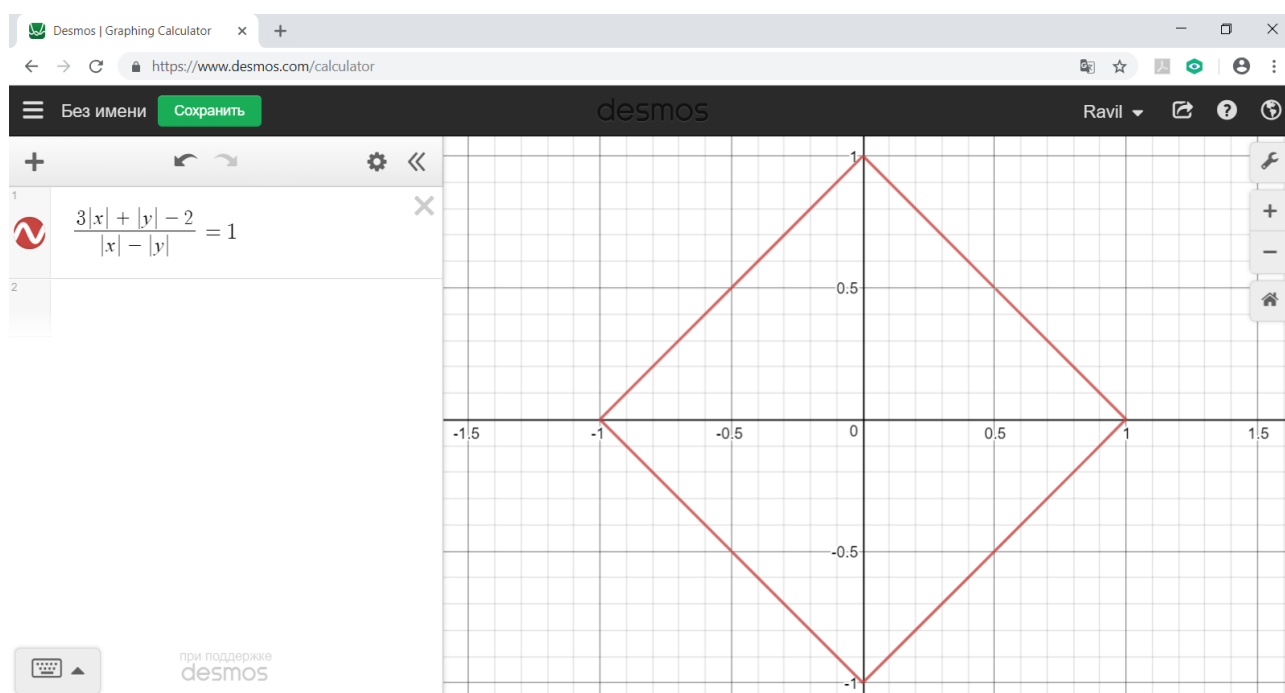 Desmos | Graphing Calculator
https://www.desmos.com/calculator
Без имени
Сохранить
desmos
Ravil
1
3|x| + |y| − 2
|x| − |y|
= 1
2
1
0.5
-1.5
-1
-0.5
0
0.5
1
1.5
-0.5
-1
при поддержке
desmos